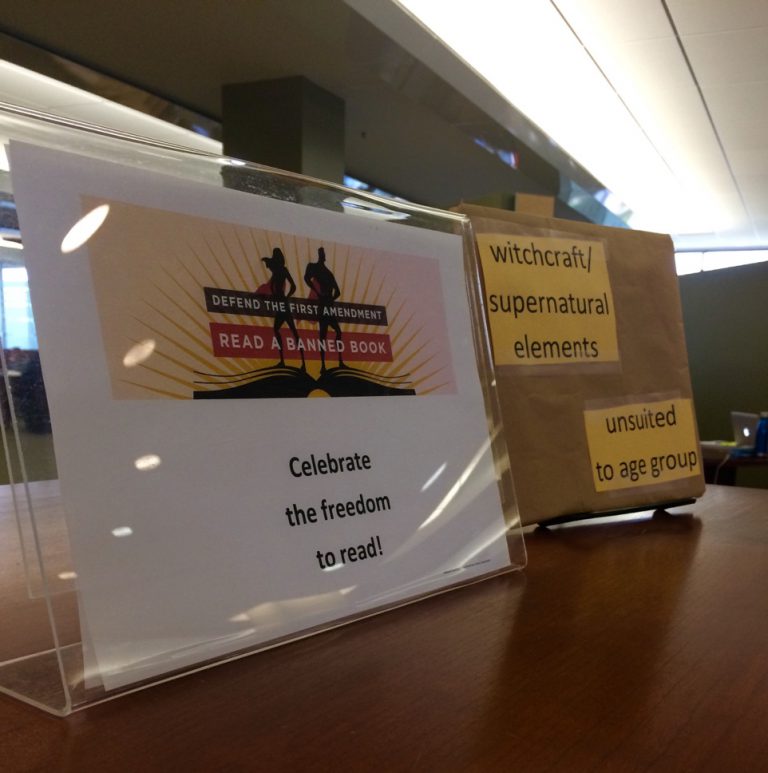 DEFEND THE FIRST AMENDMENT
READ A BANNED BOOK
Celebrate
the freedom
to read!
witchcraft/
supernatural
elements
unsuited
to age group